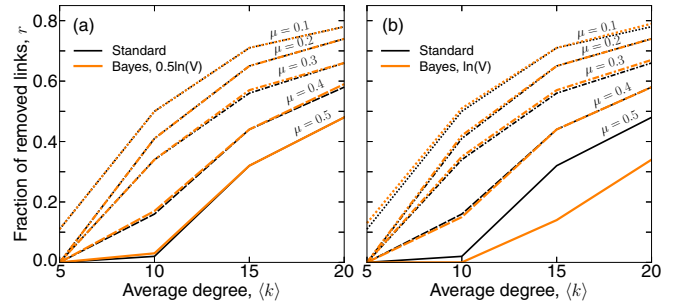 Fraction of removed links, r
0.8
0.6
0.4
0.2
0.0
(a)
Standard
Bayes, 0.5ln(V)
μ = 0.1
μ = 0.2
μ = 0.3
μ = 0.4
μ = 0.5
5
10
15
20
Average degree, ⟨k⟩
(b)
Standard
Bayes, ln(V)
μ = 0.1
μ = 0.2
μ = 0.3
μ = 0.4
μ = 0.5
5
10
15
20
Average degree, ⟨k⟩